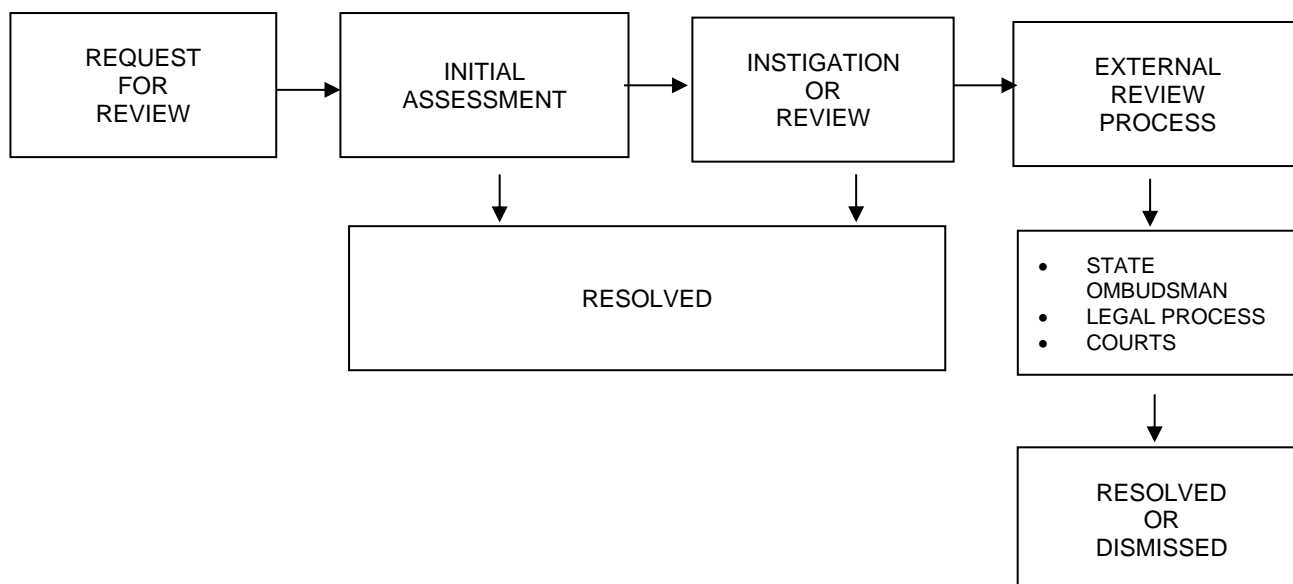 REQUEST
FOR
REVIEW
INITIAL
ASSESSMENT
INSTIGATION
OR
REVIEW
EXTERNAL
REVIEW
PROCESS
RESOLVED
• STATE
OMBUDSMAN
• LEGAL PROCESS
• COURTS
RESOLVED
OR
DISMISSED